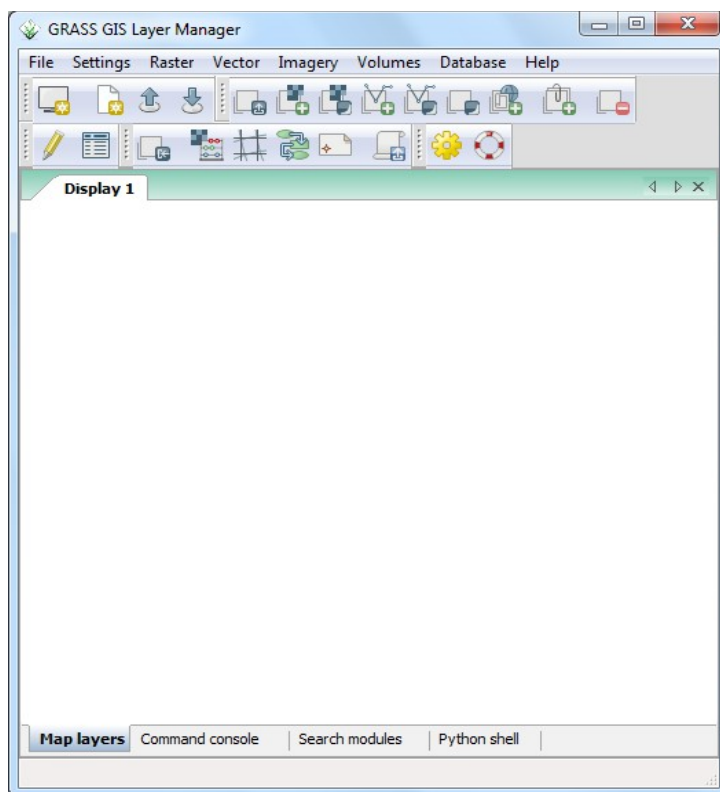 GRASS GIS Layer Manager
File Settings Raster Vector Imagery Volumes Database Help
Display 1
Map layers Command console Search modules Python shell